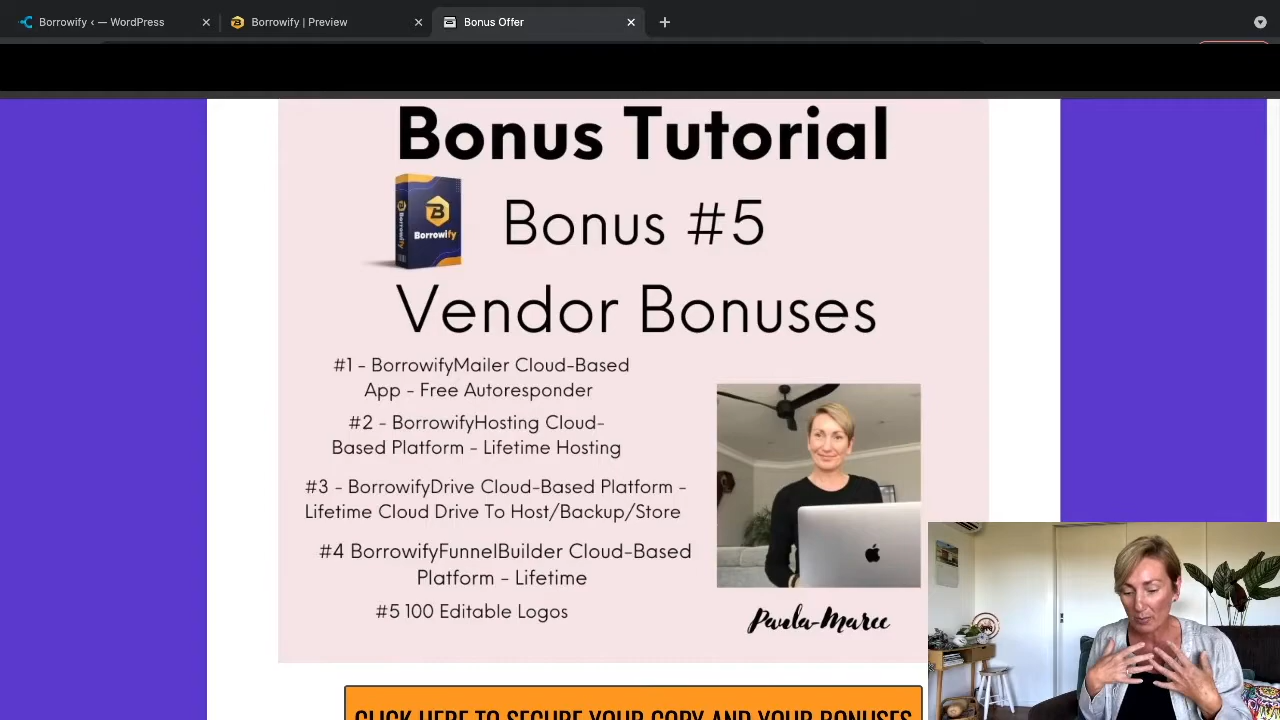 Borrowify ‹ — WordPress
Borrowify | Preview
Bonus Offer
Bonus Tutorial
Bonus #5
Borrowify
Borrowify
Vendor Bonuses
#1 - BorrowifyMailer Cloud-Based
App - Free Autoresponder
#2 - BorrowifyHosting Cloud-
Based Platform - Lifetime Hosting
#3 - BorrowifyDrive Cloud-Based Platform -
Lifetime Cloud Drive To Host/Backup/Store
#4 BorrowifyFunnelBuilder Cloud-Based
Platform - Lifetime
#5 100 Editable Logos
Paula-Maree
CLICK HERE TO SECURE YOUR COPY AND YOUR BONUSES